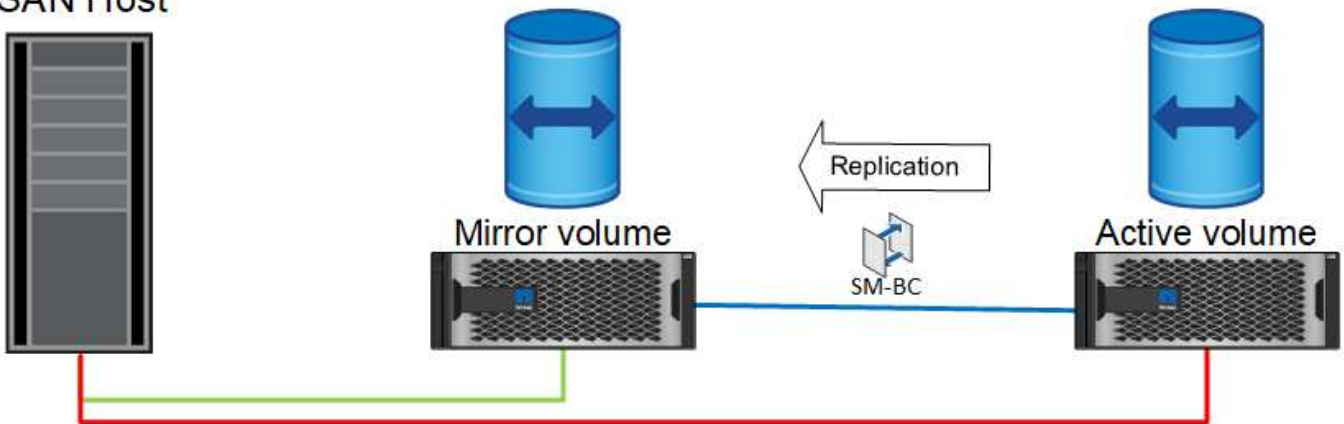 SAN Host
Replication
Mirror volume
Active volume
SM-BC